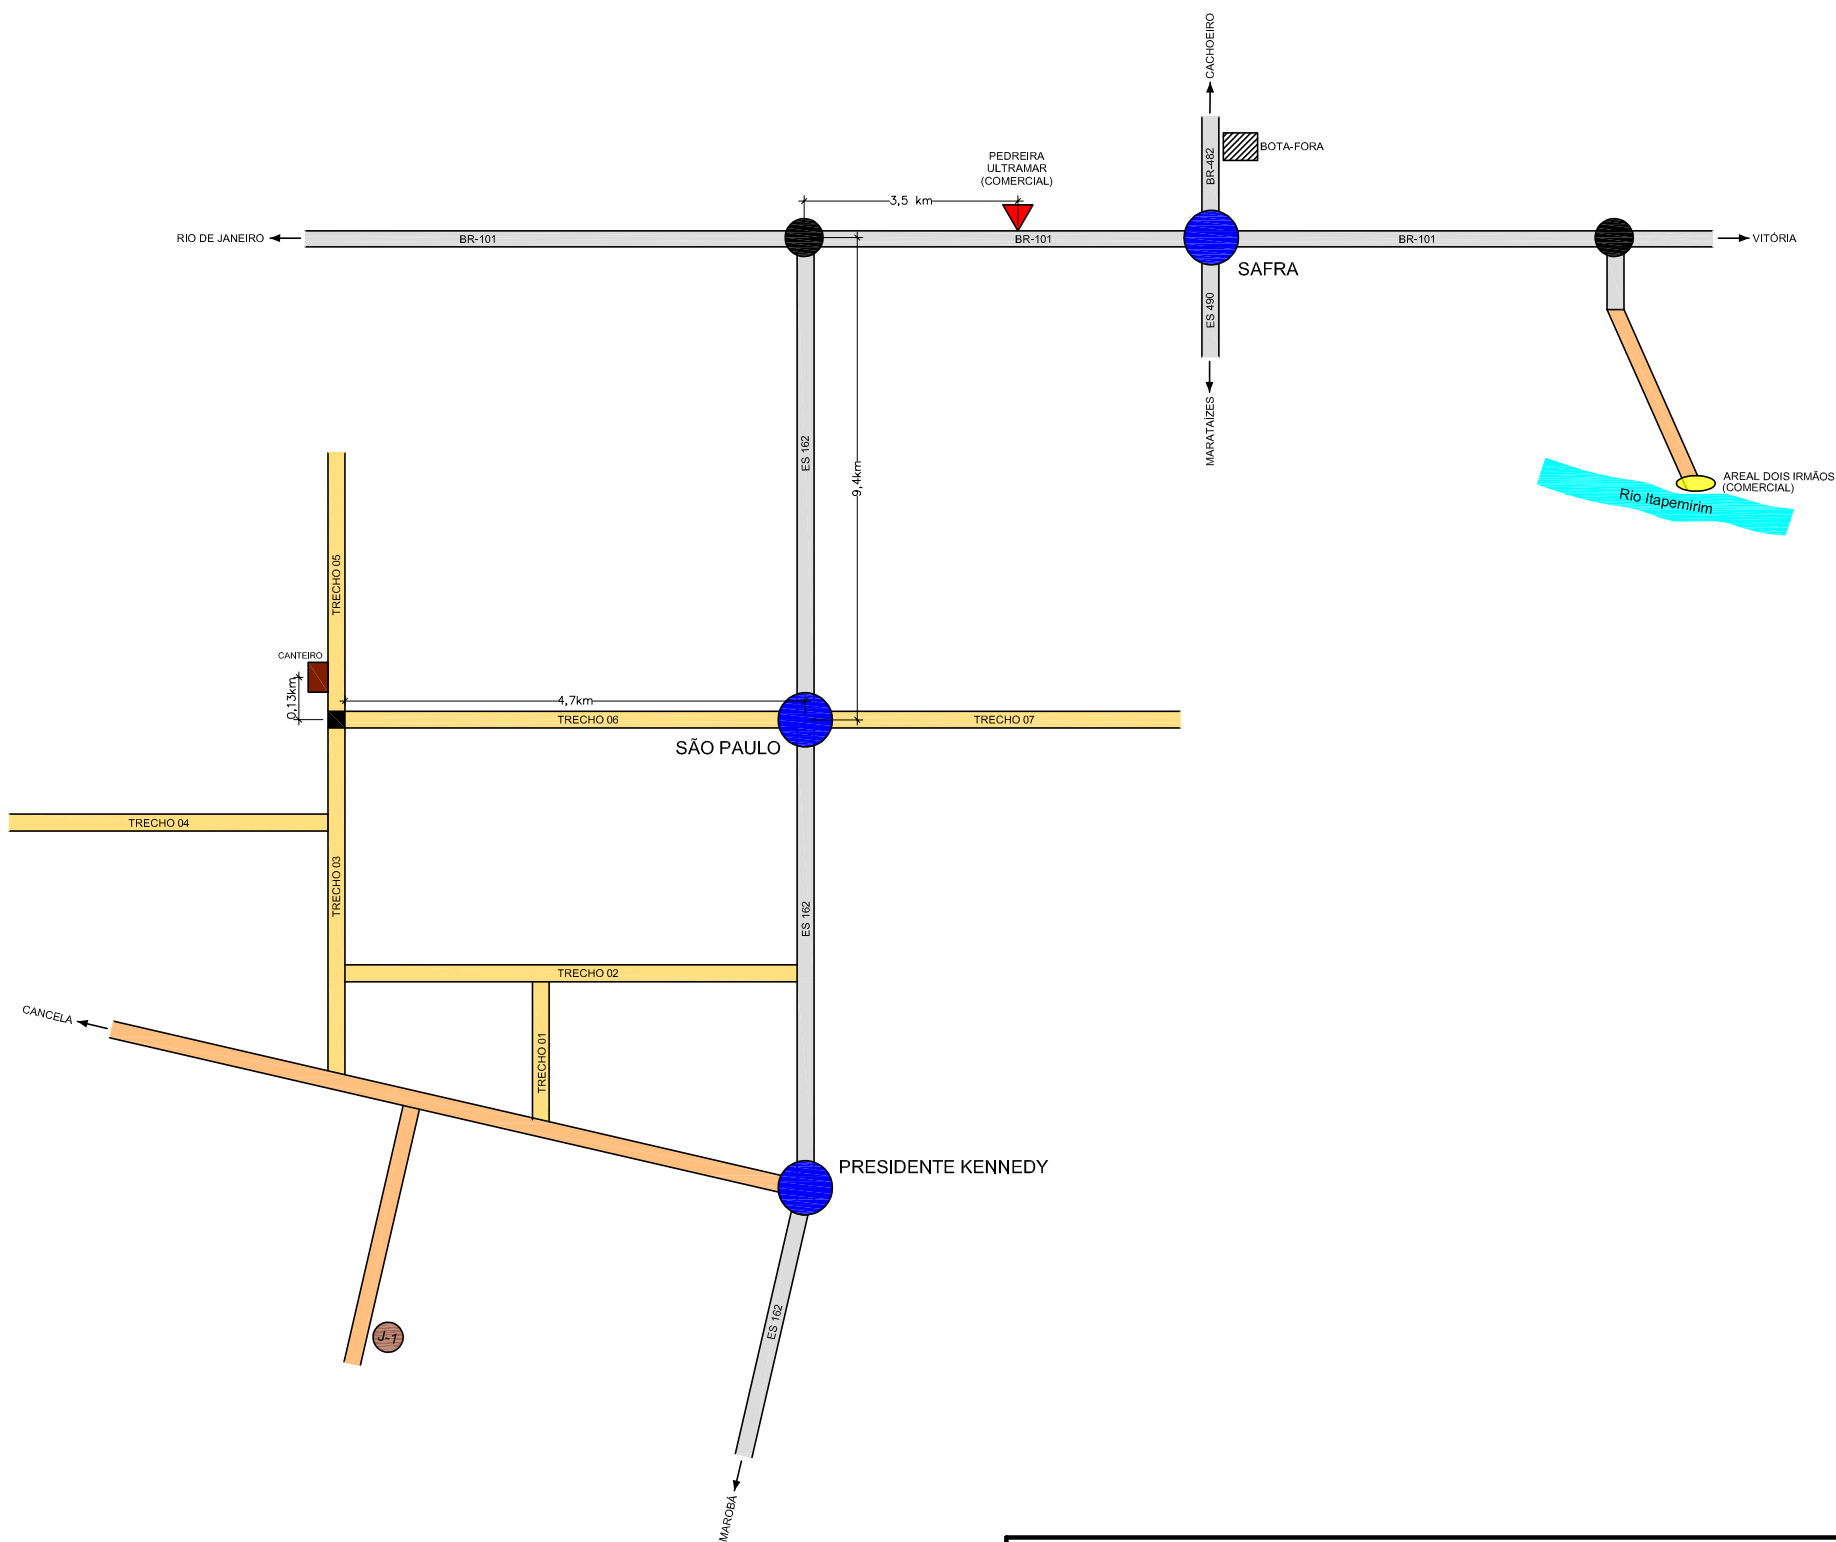 CACHOEIRO
BR-482
BOTA-FORA
PEDREIRA
ULTRAMAR
(COMERCIAL)
3,5 km
RIO DE JANEIRO
BR-101
BR-101
BR-101
VITÓRIA
SAFRA
ES 490
MARATAÍZES
ES 162
9,4km
AREAL DOIS IRMÃOS
(COMERCIAL)
Rio Itapemirim
TRECHO 05
CANTEIRO
0,13km
4,7km
TRECHO 06
TRECHO 07
SÃO PAULO
TRECHO 04
TRECHO 03
ES 162
TRECHO 02
CANCELA
TRECHO 01
PRESIDENTE KENNEDY
J-1
ES 162
MAROBÁ